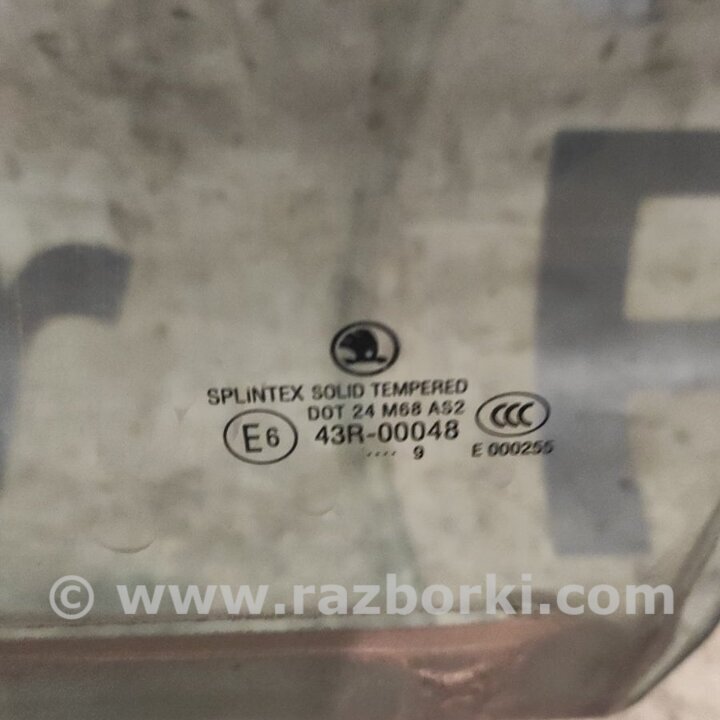 SPLINTEX SOLID TEMPERED
DOT 24 M68 AS2
CCC
E6 43R-00048
.... 9 E 000255
© www.razborki.com